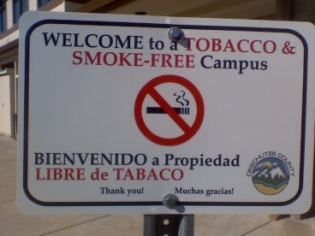 WELCOME to a TOBACCO &
SMOKE-FREE Campus
BIENVENIDO a Propiedad
LIBRE de TABACO
Thank you! Muchas gracias!
DESCHUTES COUNTY